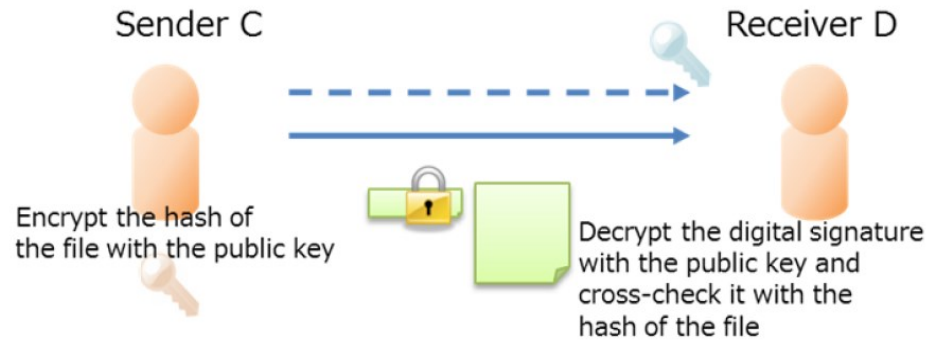 Sender C
Receiver D
Encrypt the hash of
the file with the public key
Decrypt the digital signature
with the public key and
cross-check it with the
hash of the file